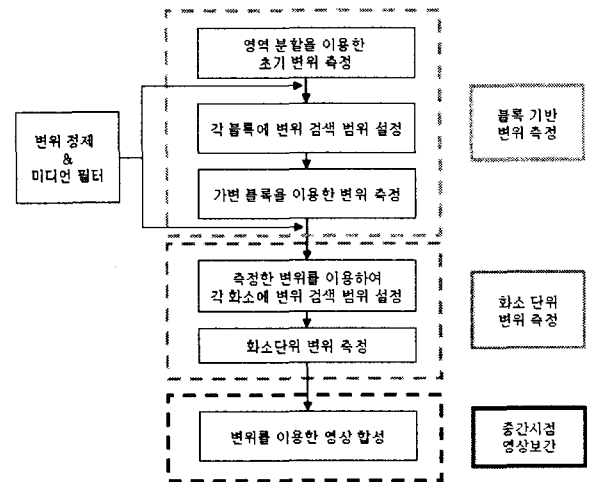 영역 분할을 이용한
초기 변위 측정
각 블록에 변위 검색 범위 설정
가변 블록을 이용한 변위 측정
변위 정제
&
미디언 필터
블록 기반
변위 측정
측정한 변위를 이용하여
각 화소에 변위 검색 범위 설정
화소단위 변위 측정
화소 단위
변위 측정
변위를 이용한 영상 합성
중간시점
영상보간